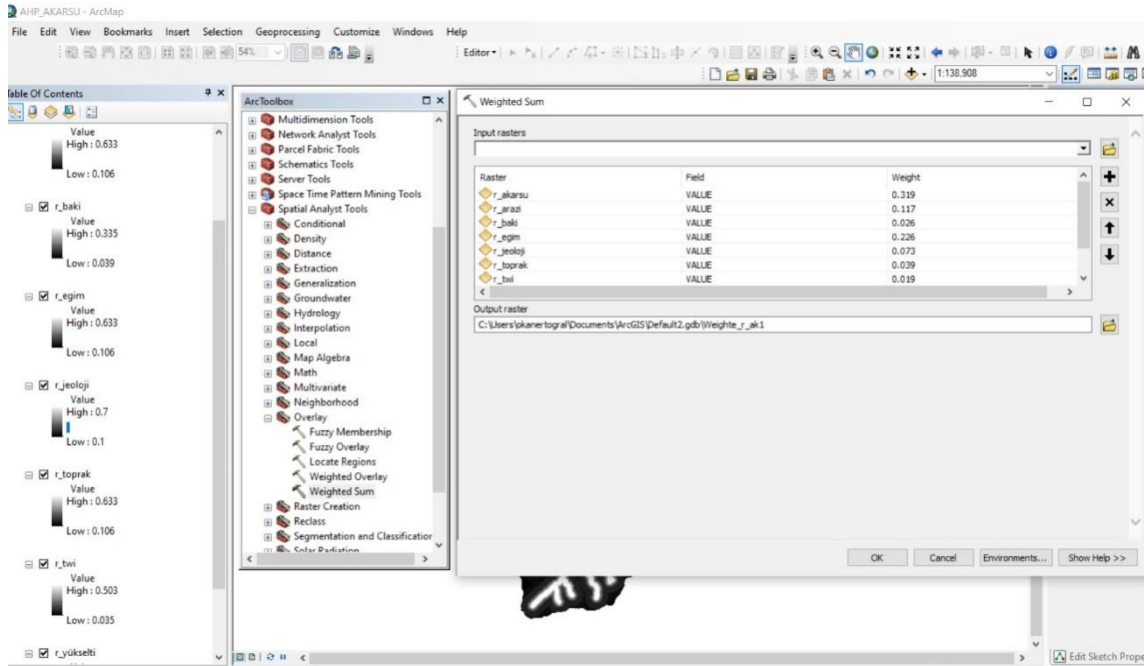 AHP_AKARSU - ArcMap
File Edit View Bookmarks Insert Selection Geoprocessing Customize Windows Help
54%
Editor
1:138.908
Table Of Contents
Value
High : 0.633
Low : 0.106
r_baki
Value
High : 0.335
Low : 0.039
r_egim
Value
High : 0.633
Low : 0.106
r_jeoloji
Value
High : 0.7
Low : 0.1
r_toprak
Value
High : 0.633
Low : 0.106
r_twi
Value
High : 0.503
Low : 0.035
r_yükselti
ArcToolbox
Multidimension Tools
Network Analyst Tools
Parcel Fabric Tools
Schematics Tools
Server Tools
Space Time Pattern Mining Tools
Spatial Analyst Tools
Conditional
Density
Distance
Extraction
Generalization
Groundwater
Hydrology
Interpolation
Local
Map Algebra
Math
Multivariate
Neighborhood
Overlay
Fuzzy Membership
Fuzzy Overlay
Locate Regions
Weighted Overlay
Weighted Sum
Raster Creation
Reclass
Segmentation and Classification
Solar Radiation
Weighted Sum
Input rasters
Raster Field Weight
r_akarsu VALUE 0.319
r_arazi VALUE 0.117
r_baki VALUE 0.026
r_egim VALUE 0.226
r_jeoloji VALUE 0.073
r_toprak VALUE 0.039
r_twi VALUE 0.019
Output raster
C:\Users\okanertogral\Documents\ArcGIS\Default2.gdb\Weighte_r_ak1
OK Cancel Environments... Show Help >>
Edit Sketch Prope